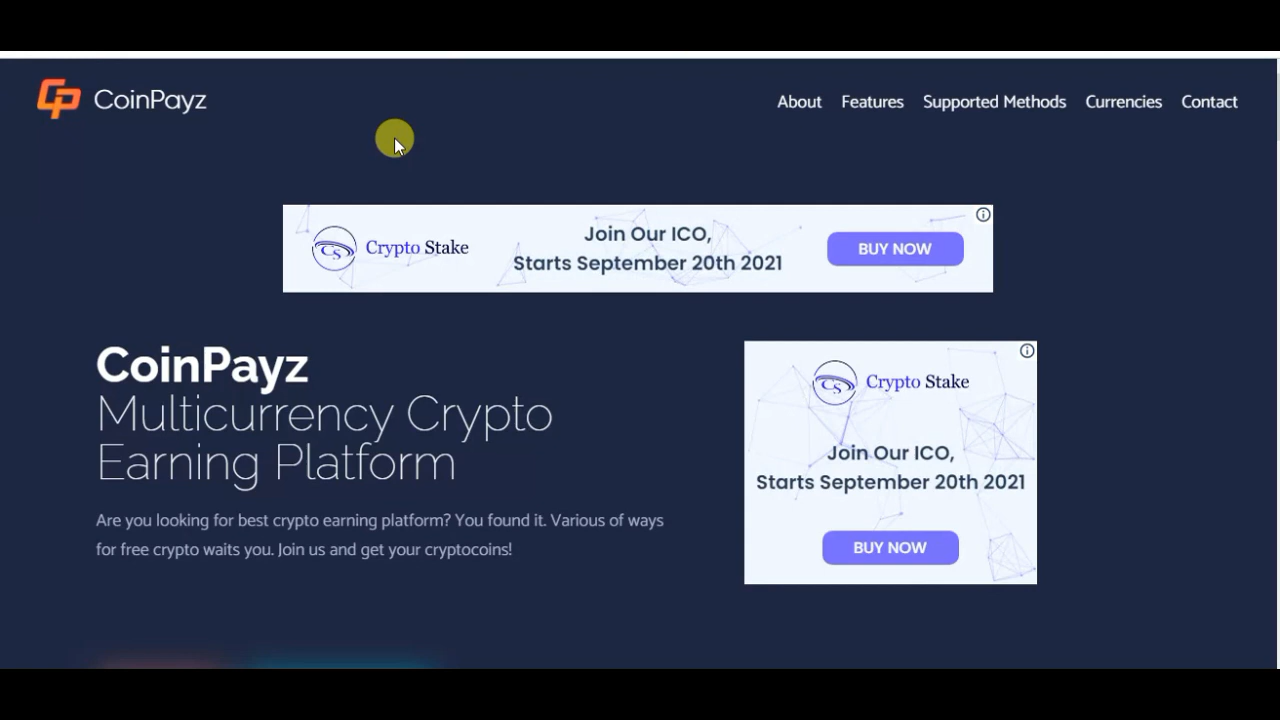 CoinPayz
About Features Supported Methods Currencies Contact
Crypto Stake
Join Our ICO,
Starts September 20th 2021
BUY NOW
CoinPayz
Multicurrency Crypto
Earning Platform
Are you looking for best crypto earning platform? You found it. Various of ways
for free crypto waits you. Join us and get your cryptocoins!
Crypto Stake
Join Our ICO,
Starts September 20th 2021
BUY NOW